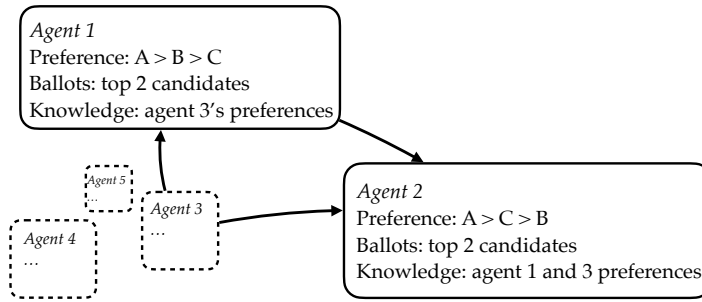 Agent 1
Preference: A > B > C
Ballots: top 2 candidates
Knowledge: agent 3's preferences
Agent 5
...
Agent 3
...
Agent 4
...
Agent 2
Preference: A > C > B
Ballots: top 2 candidates
Knowledge: agent 1 and 3 preferences